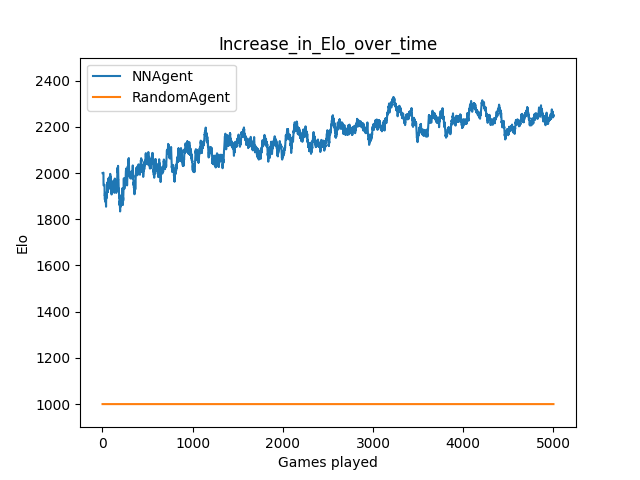 Increase_in_Elo_over_time
NNAgent
RandomAgent
2400
2200
2000
1800
1600
1400
1200
1000
Elo
0 1000 2000 3000 4000 5000
Games played